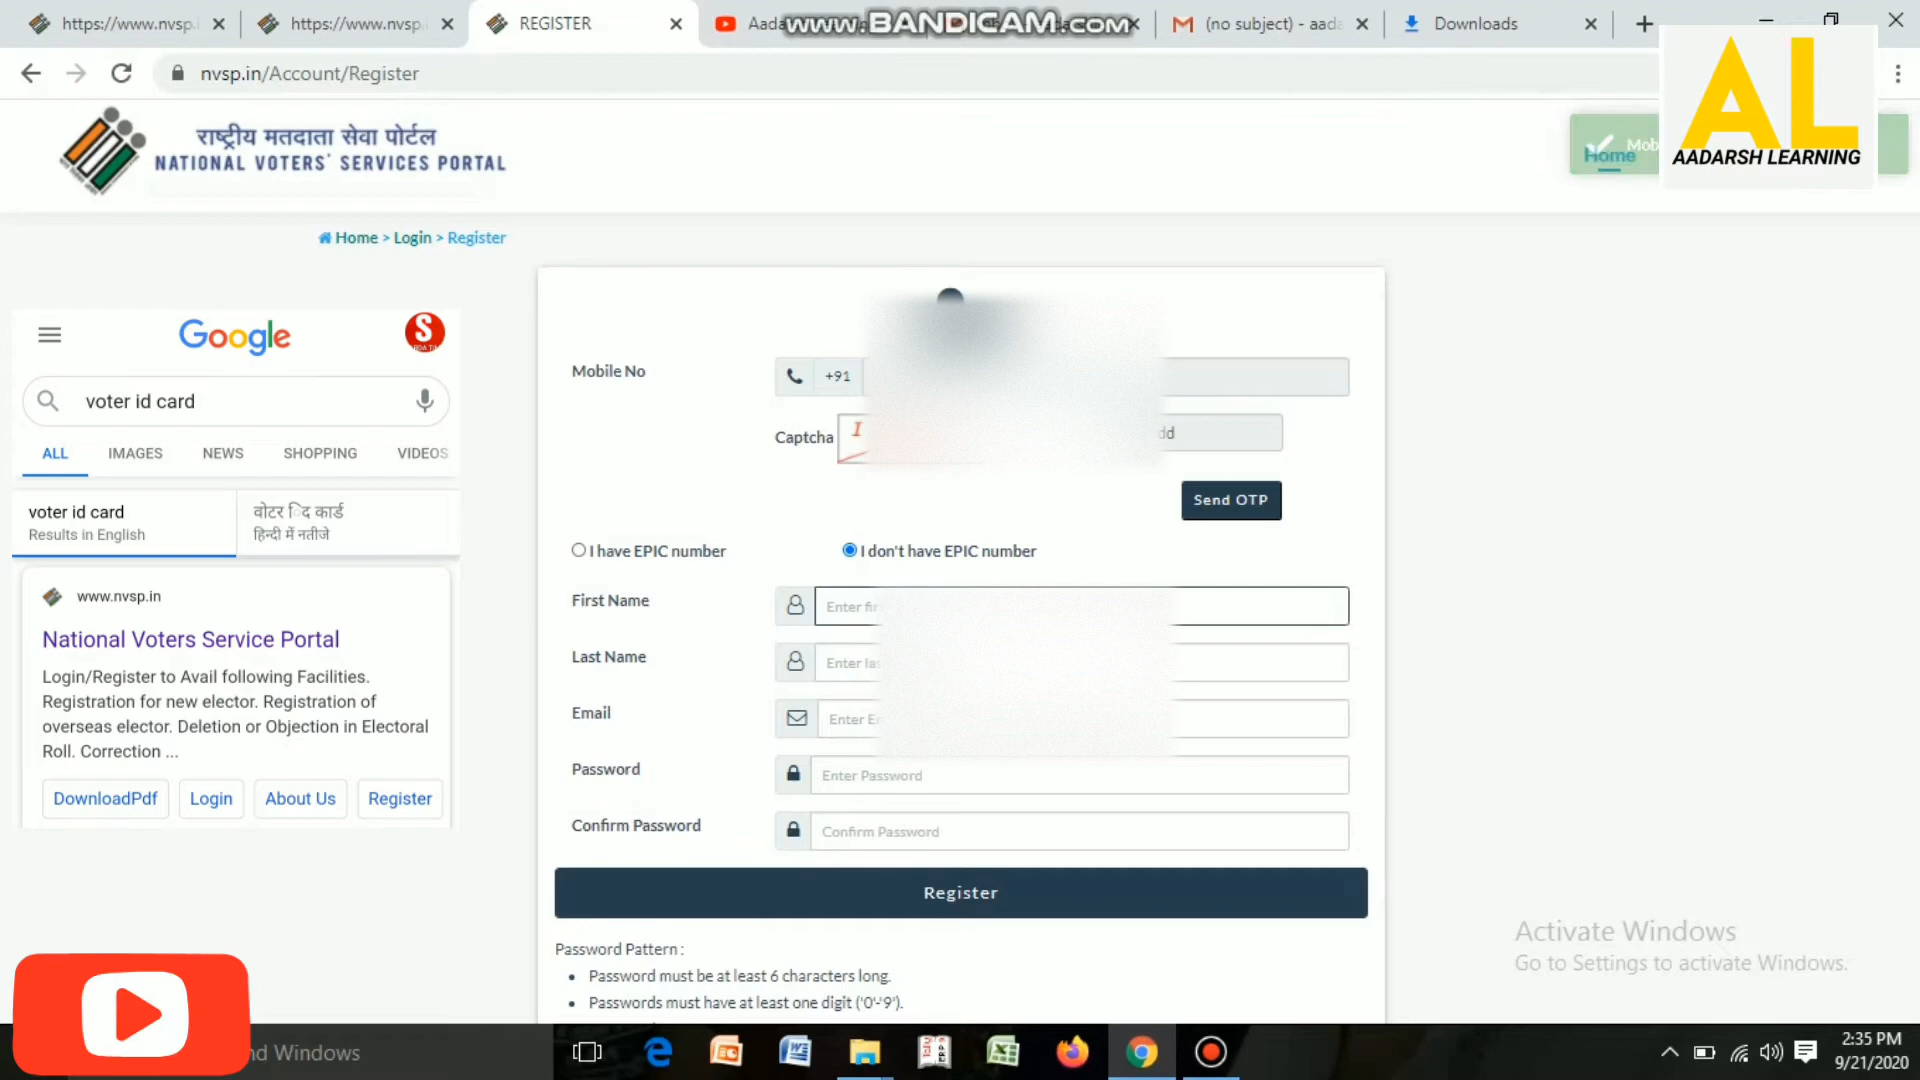 https://www.nvsp.
https://www.nvsp.
REGISTER
www.BANDICAM.com
(no subject) - aada
Downloads
nvsp.in/Account/Register
AL
AADARSH LEARNING
राष्ट्रीय मतदाता सेवा पोर्टल
NATIONAL VOTERS' SERVICES PORTAL
Home
Home > Login > Register
Google
S
voter id card
ALL IMAGES NEWS SHOPPING VIDEOS
voter id card
Results in English
वोटर िद कार्ड
हिन्दी में नतीजे
www.nvsp.in
National Voters Service Portal
Login/Register to Avail following Facilities.
Registration for new elector. Registration of
overseas elector. Deletion or Objection in Electoral
Roll. Correction ...
DownloadPdf Login About Us Register
Mobile No
+91
Captcha
I
dd
Send OTP
I have EPIC number
I don't have EPIC number
First Name
Enter
Last Name
Enter
Email
Enter
Password
Enter Password
Confirm Password
Confirm Password
Register
Password Pattern :
• Password must be at least 6 characters long.
• Passwords must have at least one digit ('0'-'9').
Activate Windows
Go to Settings to activate Windows.
Windows
2:35 PM
9/21/2020